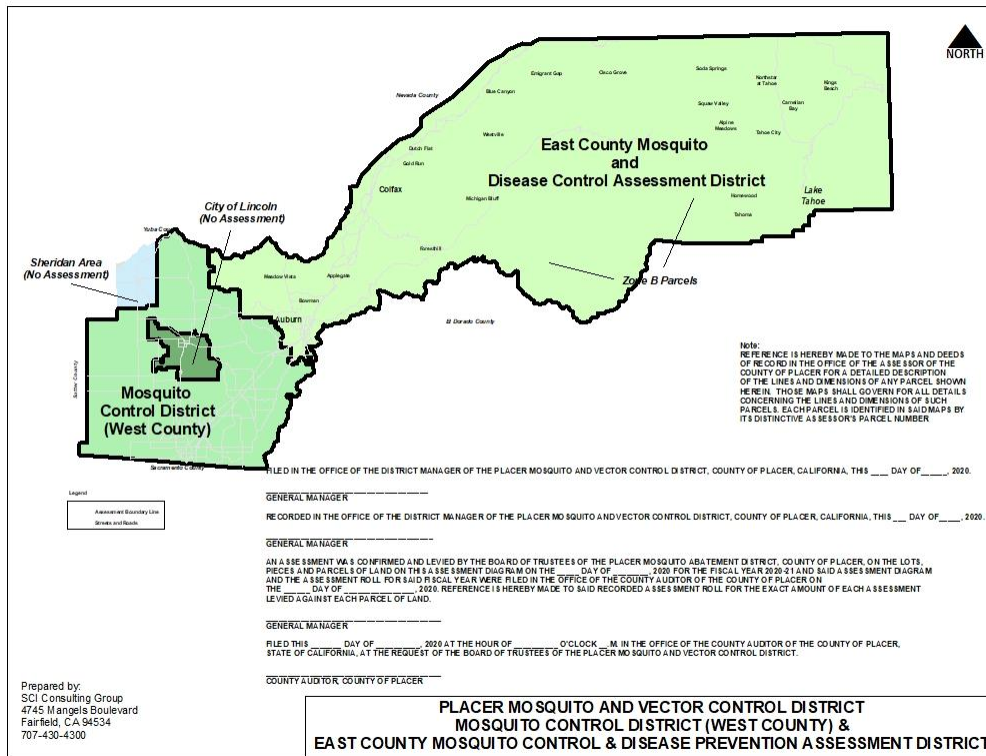 NORTH
Nevada County
Emigrant Gap
Cisco Grove
Soda Springs
Northstar
at Tahoe
Kings
Beach
Blue Canyon
Squaw Valley
Carnelian
Bay
Alpine
Meadows
Tahoe City
Westville
Dutch Flat
Gold Run
East County Mosquito
and
Disease Control Assessment District
Colfax
Michigan Bluff
Homewood
Lake
Tahoe
Tahoma
City of Lincoln
(No Assessment)
Yuba Cou
Sheridan Area
(No Assessment)
Foresthill
Meadow Vista
Applegate
Zone B Parcels
Bowman
Auburn
El Dorado County
Sutter County
Mosquito
Control District
(West County)
Sacramento County
Note:
REFERENCE IS HEREBY MADE TO THE MAPS AND DEEDS
OF RECORD IN THE OFFICE OF THE ASSESSOR OF THE
COUNTY OF PLACER FOR A DETAILED DESCRIPTION
OF THE LINES AND DIMENSIONS OF ANY PARCEL SHOWN
HEREIN. THOSE MAPS SHALL GOVERN FOR ALL DETAILS
CONCERNING THE LINES AND DIMENSIONS OF SUCH
PARCELS. EACH PARCEL IS IDENTIFIED IN SAID MAPS BY
ITS DISTINCTIVE ASSESSOR'S PARCEL NUMBER
Legend
Assessment Boundary Line
Streets and Roads
FILED IN THE OFFICE OF THE DISTRICT MANAGER OF THE PLACER MOSQUITO AND VECTOR CONTROL DISTRICT, COUNTY OF PLACER, CALIFORNIA, THIS ____ DAY OF______, 2020.
GENERAL MANAGER
RECORDED IN THE OFFICE OF THE DISTRICT MANAGER OF THE PLACER MOSQUITO AND VECTOR CONTROL DISTRICT, COUNTY OF PLACER, CALIFORNIA, THIS ___ DAY OF_____, 2020.
GENERAL MANAGER
AN ASSESSMENT WAS CONFIRMED AND LEVIED BY THE BOARD OF TRUSTEES OF THE PLACER MOSQUITO ABATEMENT DISTRICT, COUNTY OF PLACER, ON THE LOTS,
PIECES AND PARCELS OF LAND ON THIS ASSESSMENT DIAGRAM ON THE _____ DAY OF ________, 2020 FOR THE FISCAL YEAR 2020-21 AND SAID ASSESSMENT DIAGRAM
AND THE ASSESSMENT ROLL FOR SAID FISCAL YEAR WERE FILED IN THE OFFICE OF THE COUNTY AUDITOR OF THE COUNTY OF PLACER ON
THE ______ DAY OF ______________, 2020. REFERENCE IS HEREBY MADE TO SAID RECORDED ASSESSMENT ROLL FOR THE EXACT AMOUNT OF EACH ASSESSMENT
LEVIED AGAINST EACH PARCEL OF LAND.
GENERAL MANAGER
FILED THIS ______ DAY OF _________, 2020 AT THE HOUR OF _________ O'CLOCK __.M. IN THE OFFICE OF THE COUNTY AUDITOR OF THE COUNTY OF PLACER,
STATE OF CALIFORNIA, AT THE REQUEST OF THE BOARD OF TRUSTEES OF THE PLACER MOSQUITO AND VECTOR CONTROL DISTRICT.
COUNTY AUDITOR, COUNTY OF PLACER
Prepared by:
SCI Consulting Group
4745 Mangels Boulevard
Fairfield, CA 94534
707-430-4300
PLACER MOSQUITO AND VECTOR CONTROL DISTRICT
MOSQUITO CONTROL DISTRICT (WEST COUNTY) &
EAST COUNTY MOSQUITO CONTROL & DISEASE PREVENTION ASSESSMENT DISTRICT